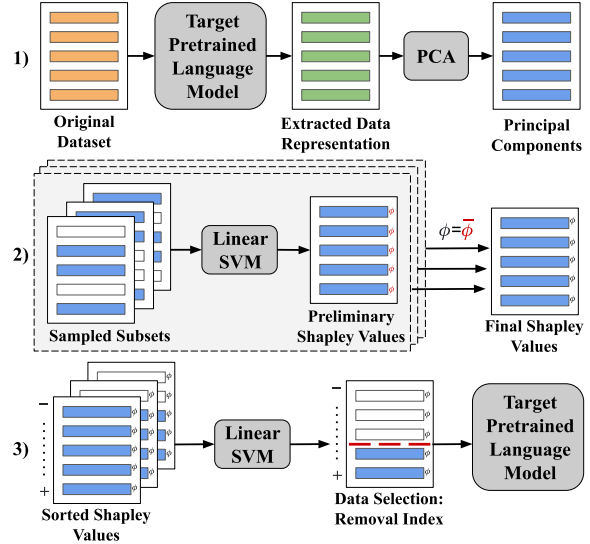 1)
Original
Dataset
Target
Pretrained
Language
Model
Extracted Data
Representation
PCA
Principal
Components
2)
Sampled Subsets
Linear
SVM
ϕ
ϕ
ϕ
ϕ
ϕ
Preliminary
Shapley Values
ϕ=ϕ̅
ϕ
ϕ
ϕ
ϕ
ϕ
Final Shapley
Values
3)
−
+
ϕ
ϕ
ϕ
ϕ
ϕ
ϕ
ϕ
ϕ
ϕ
ϕ
ϕ
Sorted Shapley
Values
Linear
SVM
−
+
ϕ
ϕ
ϕ
ϕ
ϕ
Data Selection:
Removal Index
Target
Pretrained
Language
Model